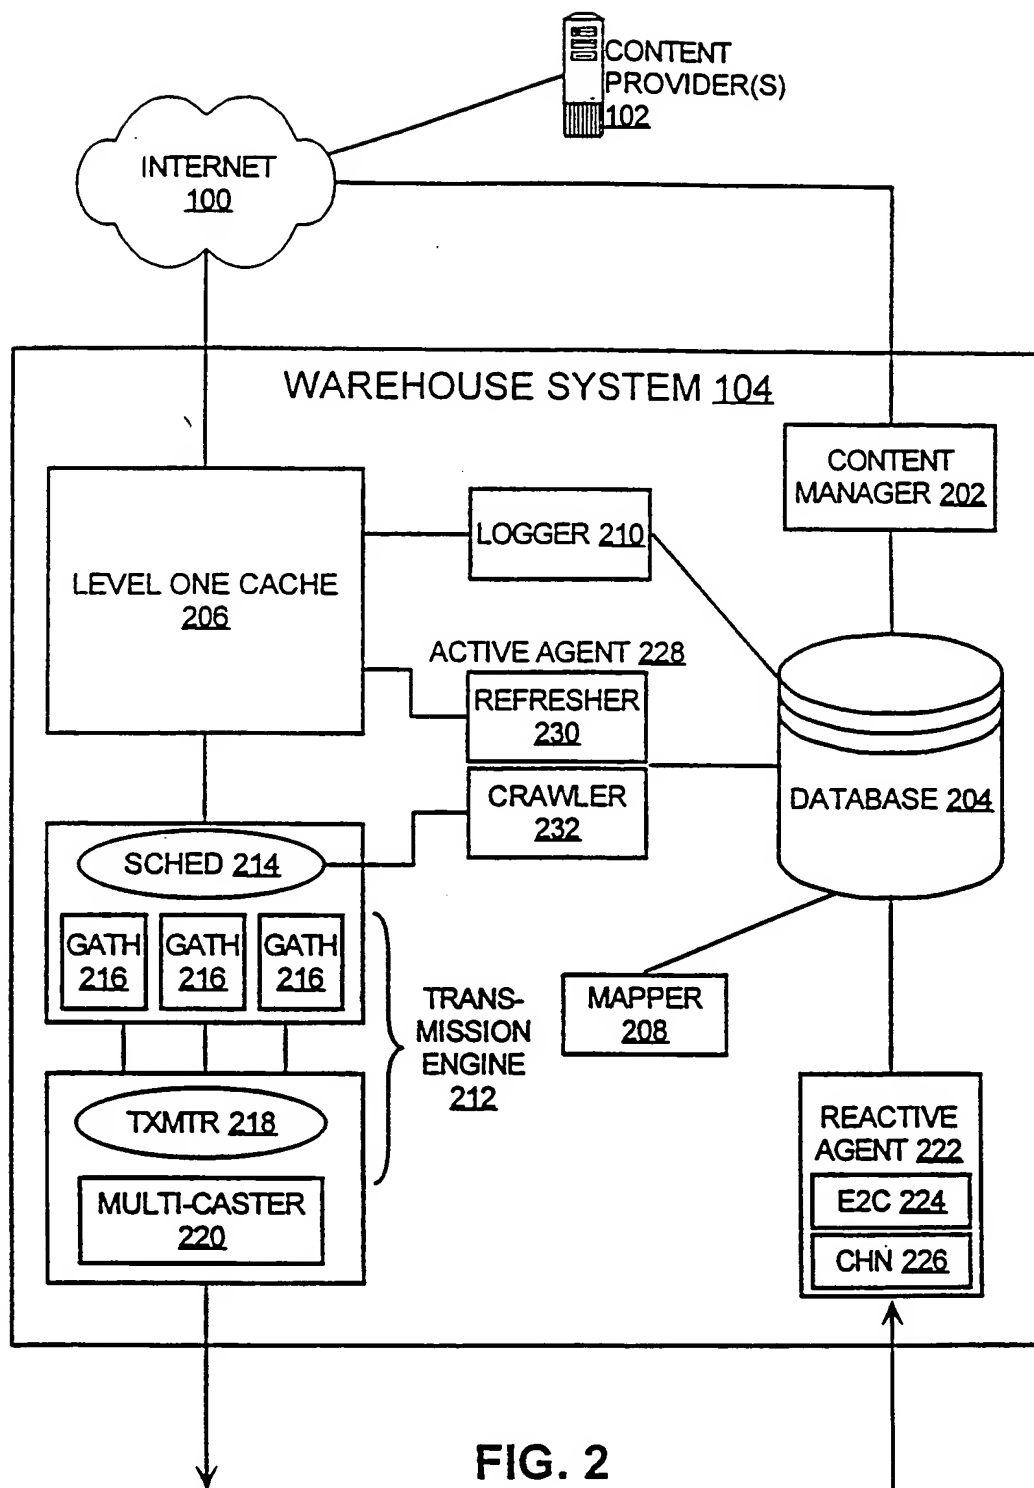 CONTENT
PROVIDER(S)
102
INTERNET
100
WAREHOUSE SYSTEM 104
CONTENT
MANAGER 202
LEVEL ONE CACHE
206
LOGGER 210
ACTIVE AGENT 228
REFRESHER
230
CRAWLER
232
DATABASE 204
SCHED 214
GATH
216
GATH
216
GATH
216
TRANS-
MISSION
ENGINE
212
MAPPER
208
TXMTR 218
MULTI-CASTER
220
REACTIVE
AGENT 222
E2C 224
CHN 226
FIG. 2